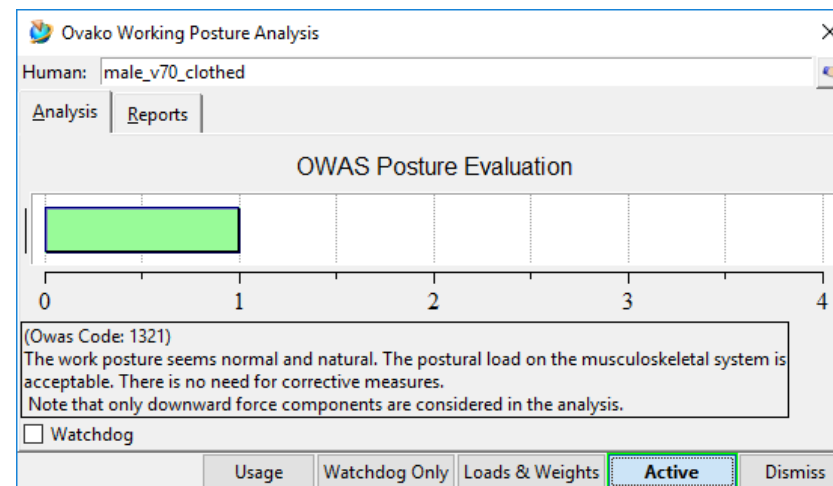 Ovako Working Posture Analysis
Human: male_v70_clothed
Analysis Reports
OWAS Posture Evaluation
0 1 2 3 4
(Owas Code: 1321)
The work posture seems normal and natural. The postural load on the musculoskeletal system is
acceptable. There is no need for corrective measures.
Note that only downward force components are considered in the analysis.
Watchdog
Usage Watchdog Only Loads & Weights Active Dismiss